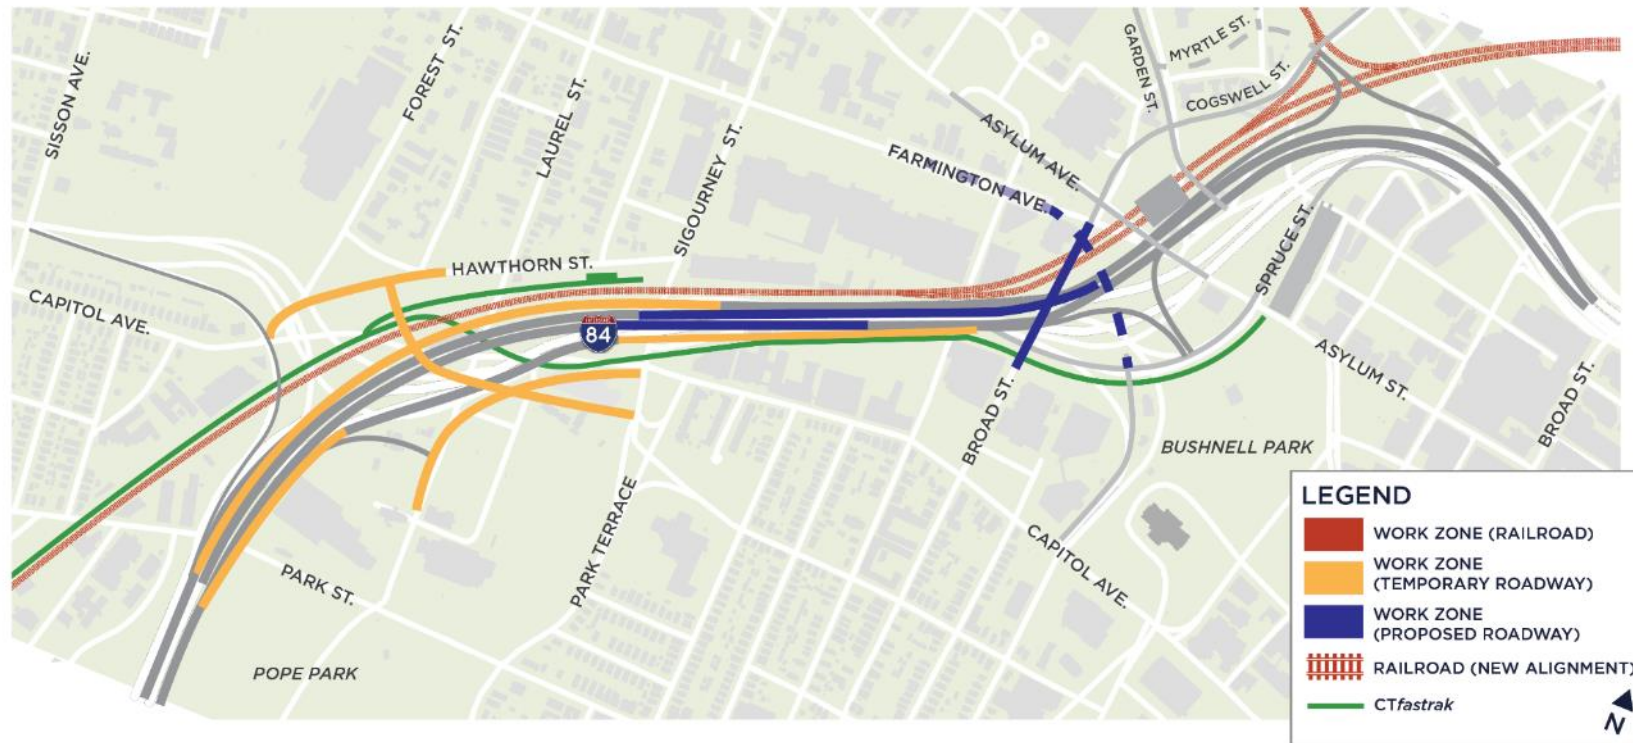 SISSON AVE.
FOREST ST.
LAUREL ST.
SIGOURNEY ST.
FARMINGTON AVE.
ASYLUM AVE.
GARDEN ST.
MYRTLE ST.
COGSWELL ST.
HAWTHORN ST.
CAPITOL AVE.
84
SPRUCE ST.
ASYLUM ST.
BROAD ST.
BROAD ST.
BUSHNELL PARK
PARK TERRACE
CAPITOL AVE.
PARK ST.
POPE PARK
LEGEND
WORK ZONE (RAILROAD)
WORK ZONE
(TEMPORARY ROADWAY)
WORK ZONE
(PROPOSED ROADWAY)
RAILROAD (NEW ALIGNMENT)
CTfastrak
N